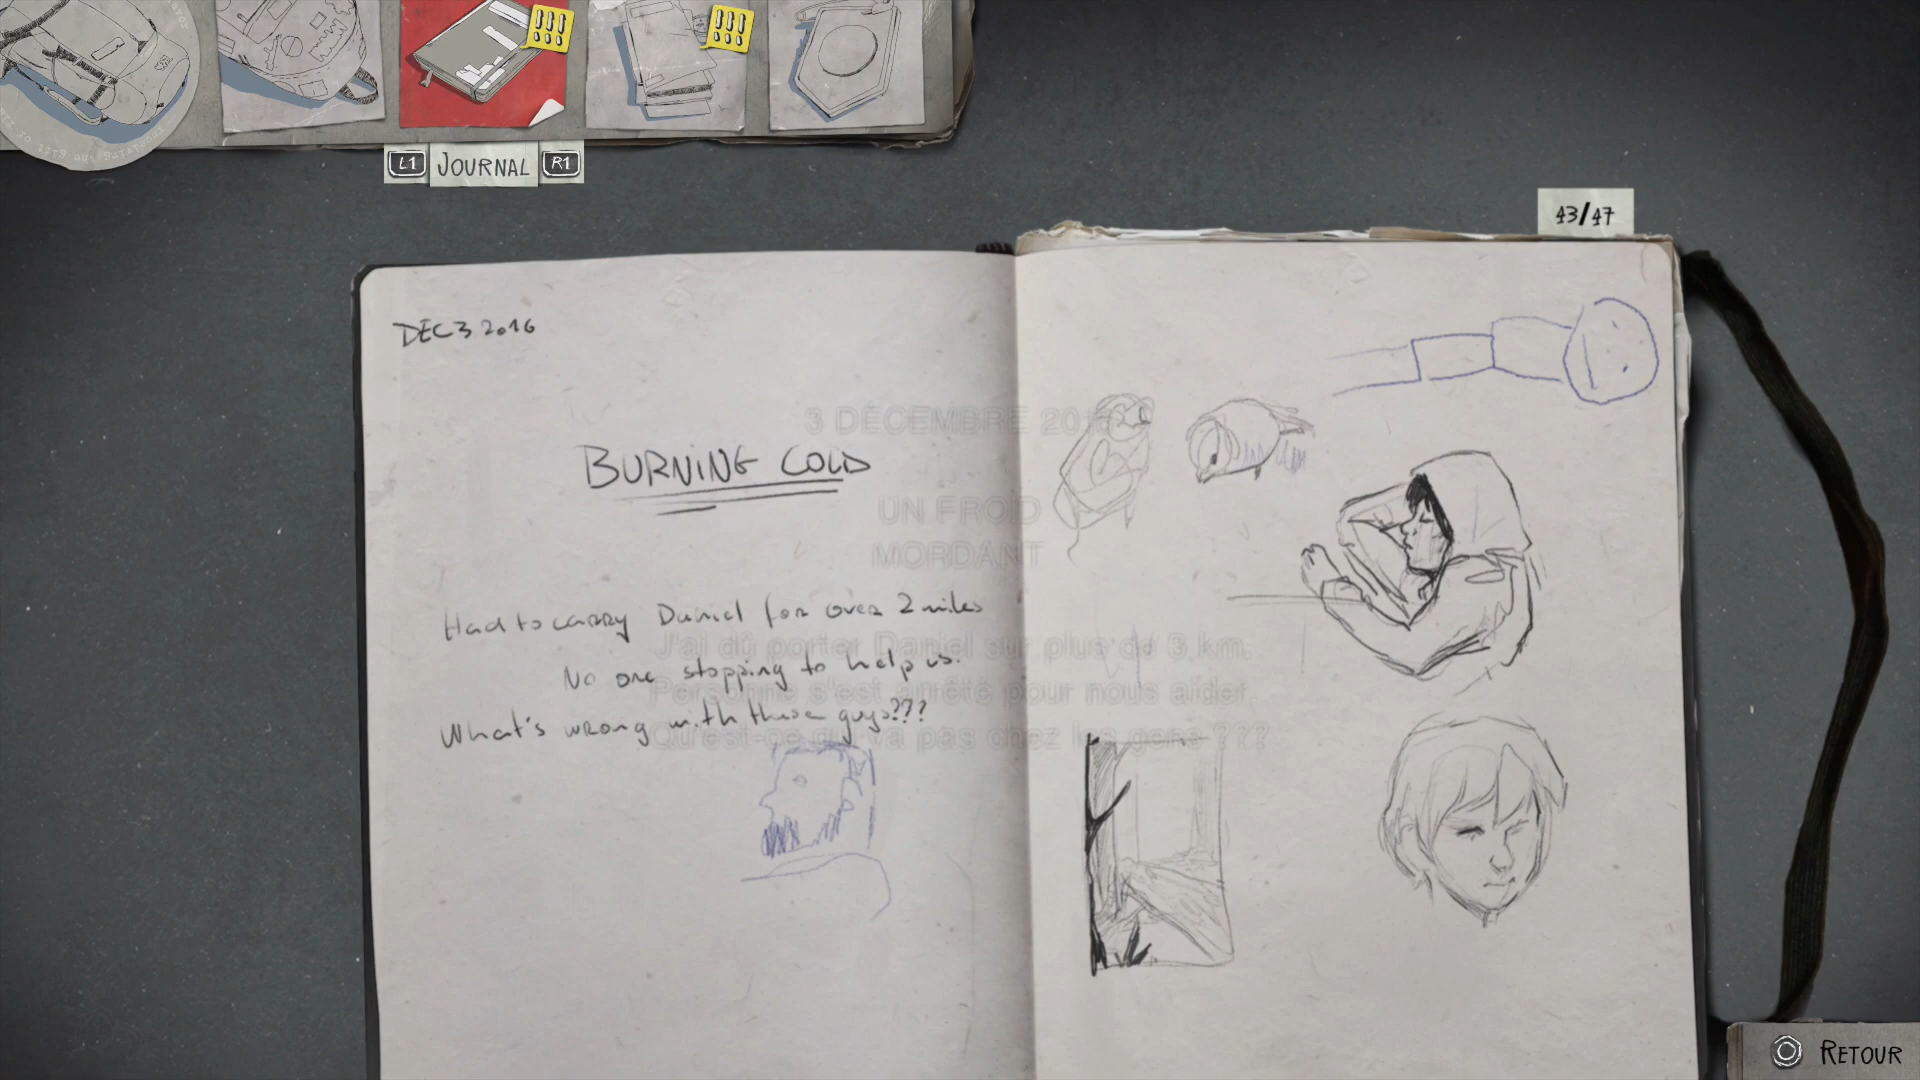 L1 JOURNAL R1
43/47
DEC 3 2016
3 DÉCEMBRE 201
BURNING COLD
UN FROID
MORDANT
Had to carry Daniel for over 2 miles
J'ai dû porter Daniel sur plus de 3 km.
No one stopping to help us.
Personne s'est arrêté pour nous aider.
What's wrong with these guys???
Qu'est-ce qui va pas chez les gens ???
RETOUR